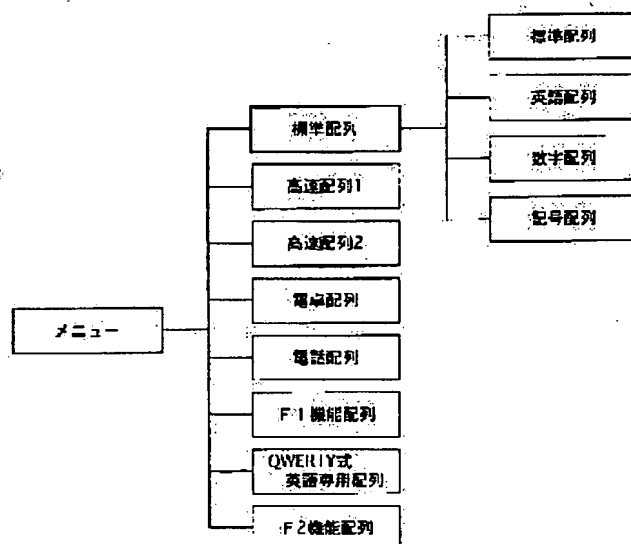 標準配列
英語配列
標準配列
数字配列
高速配列1
記号配列
高速配列2
電卓配列
メニュー
電話配列
F1機能配列
QWERTY式
英語専用配列
F2機能配列